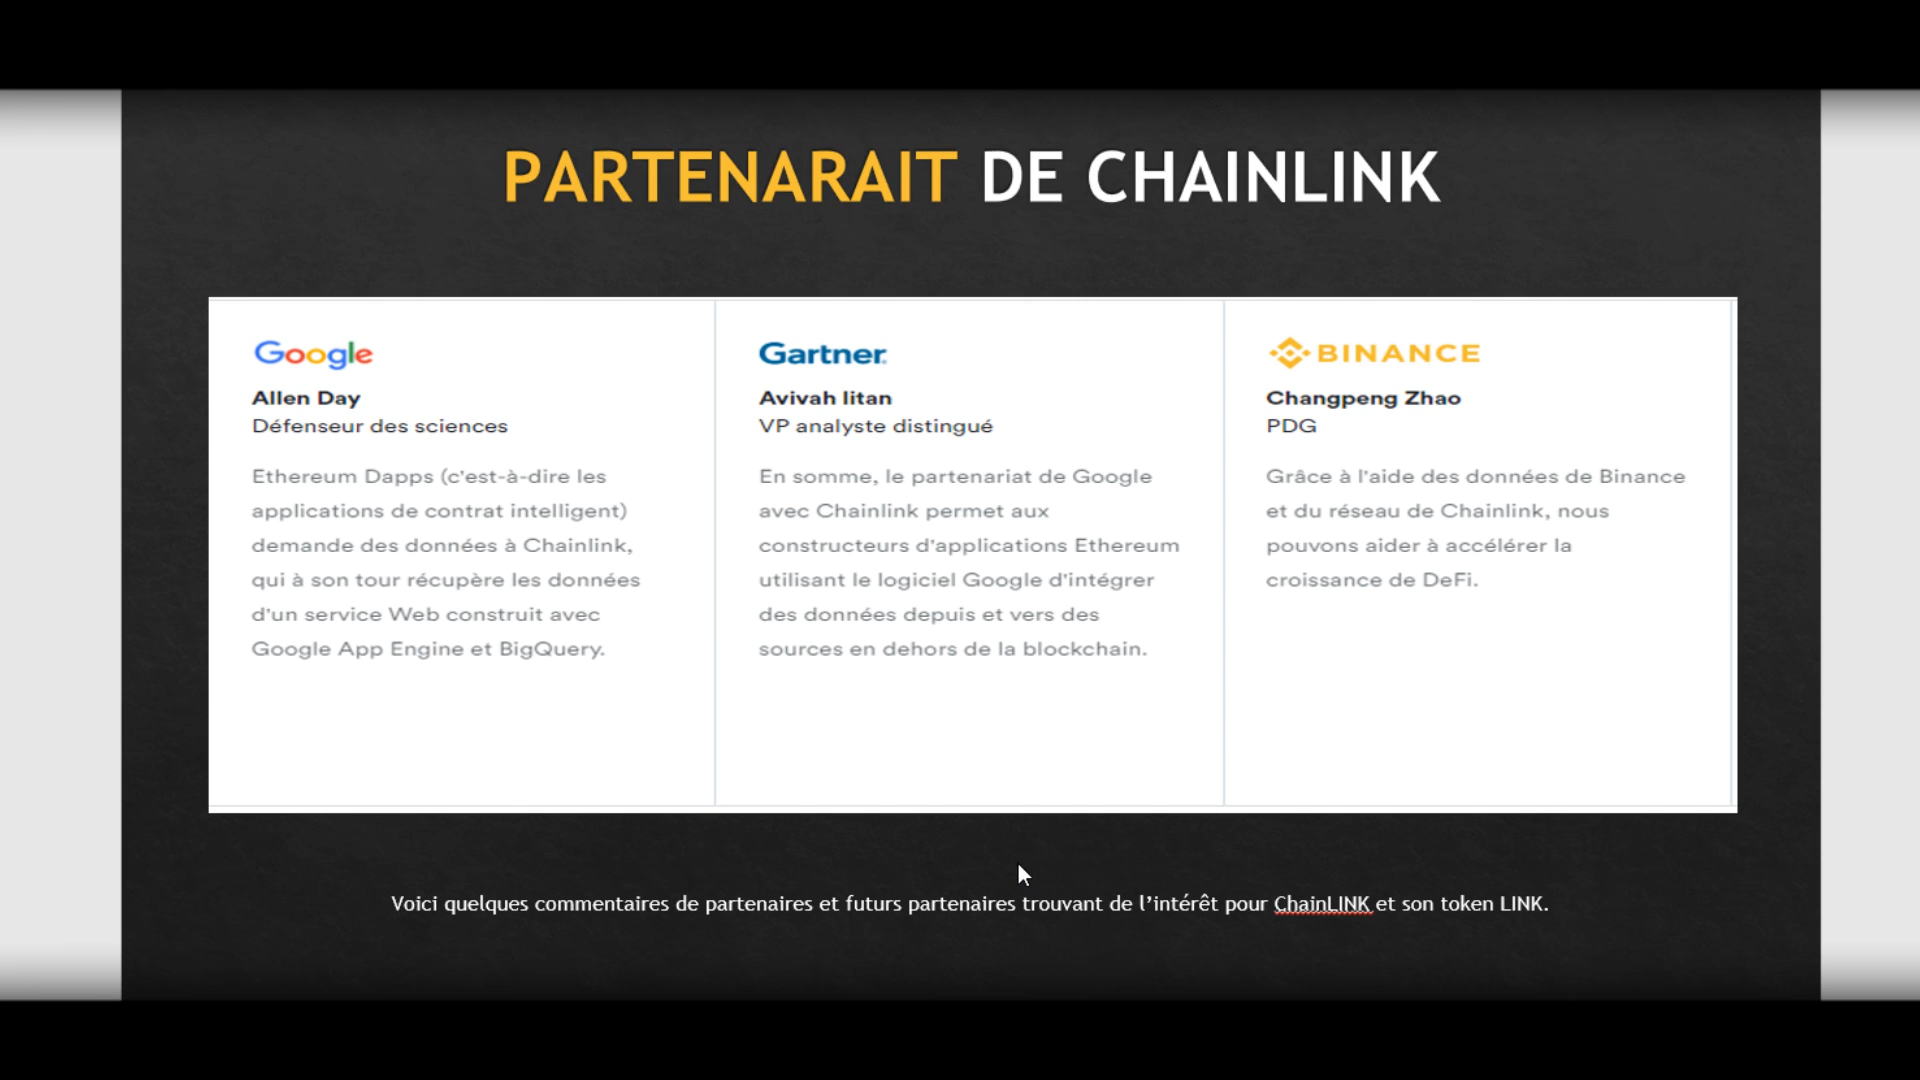 PARTENARAIT DE CHAINLINK
Google
Allen Day
Défenseur des sciences
Ethereum Dapps (c'est-à-dire les
applications de contrat intelligent)
demande des données à Chainlink,
qui à son tour récupère les données
d'un service Web construit avec
Google App Engine et BigQuery.
Gartner
Avivah litan
VP analyste distingué
En somme, le partenariat de Google
avec Chainlink permet aux
constructeurs d'applications Ethereum
utilisant le logiciel Google d'intégrer
des données depuis et vers des
sources en dehors de la blockchain.
BINANCE
Changpeng Zhao
PDG
Grâce à l'aide des données de Binance
et du réseau de Chainlink, nous
pouvons aider à accélérer la
croissance de DeFi.
Voici quelques commentaires de partenaires et futurs partenaires trouvant de l’intérêt pour ChainLINK et son token LINK.